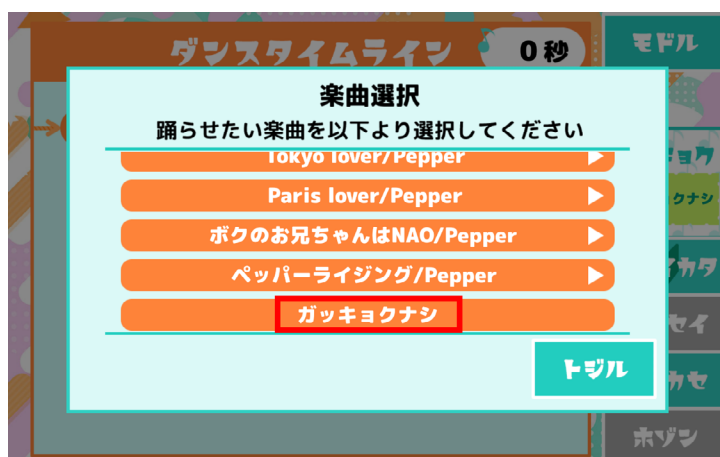 ダンスタイムライン
0秒
モドル
楽曲選択
踊らせたい楽曲を以下より選択してください
Tokyo lover/Pepper
Paris lover/Pepper
ボクのお兄ちゃんはNAO/Pepper
ペッパーライジング/Pepper
ガッキョクナシ
トジル
クナシ
ホゾン